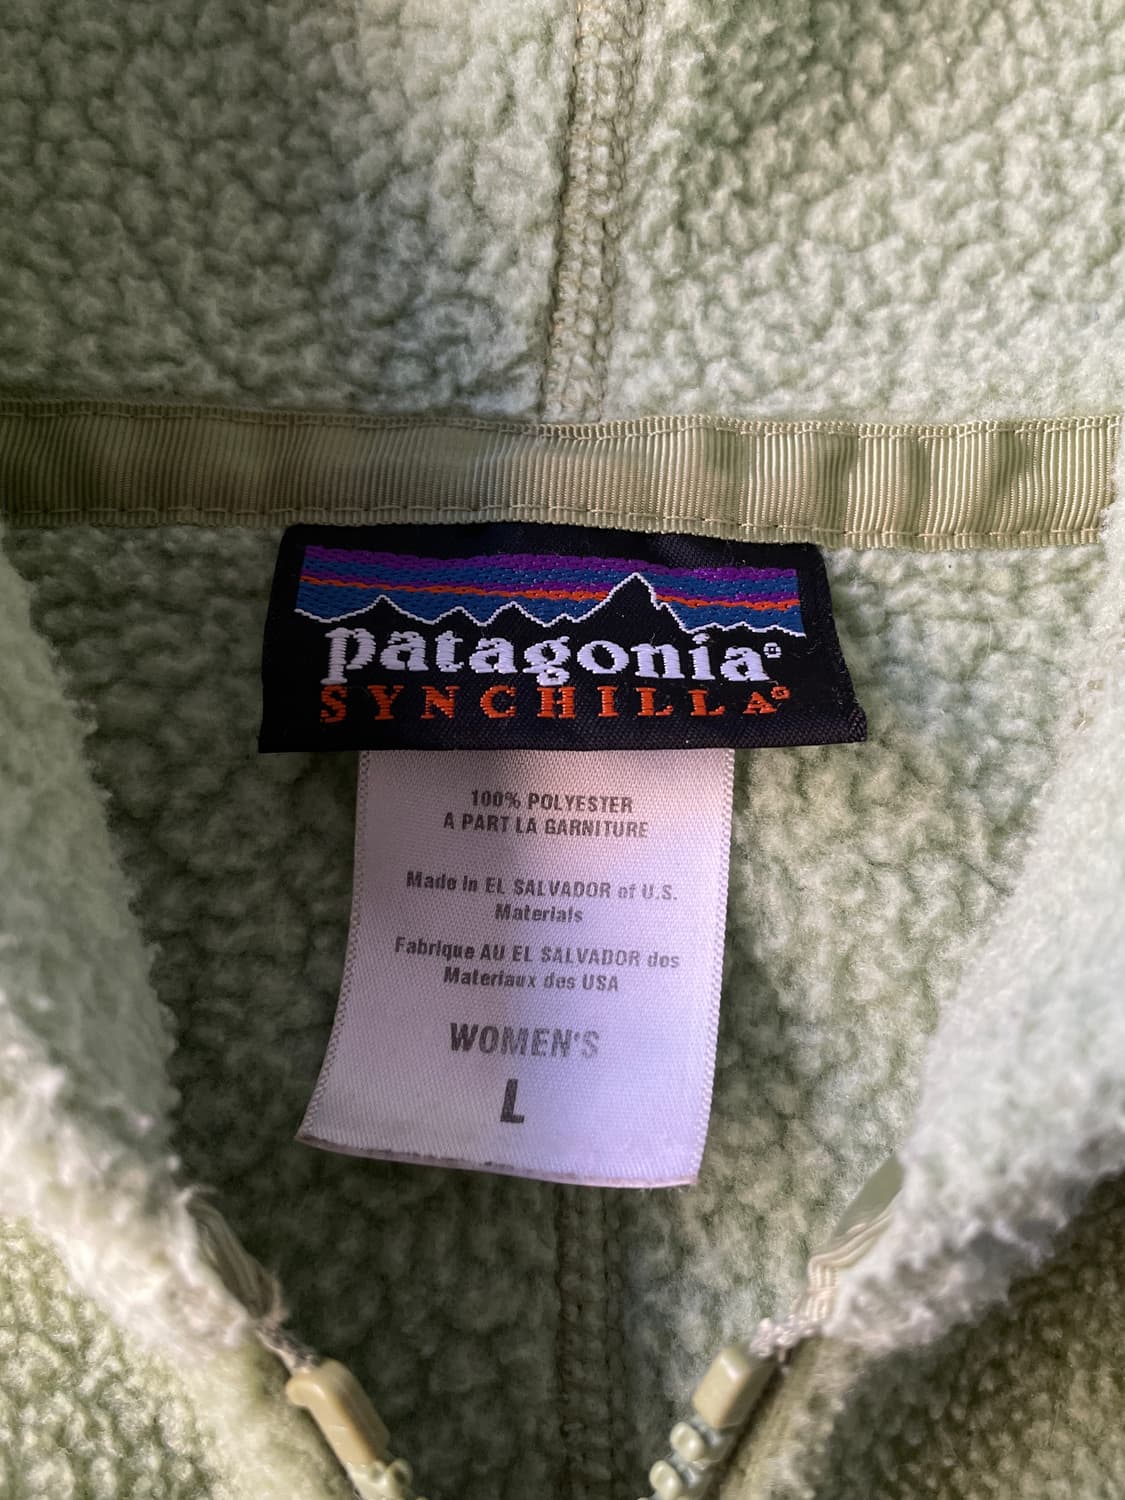 patagonia®
SYNCHILLA®
100% POLYESTER
A PART LA GARNITURE
Made in EL SALVADOR of U.S.
Materials
Fabrique AU EL SALVADOR des
Materiaux des USA
WOMEN'S
L